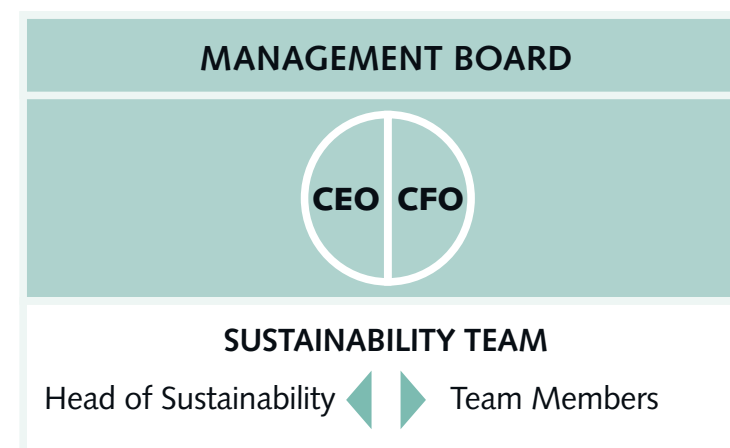 MANAGEMENT BOARD
CEO CFO
SUSTAINABILITY TEAM
Head of Sustainability Team Members